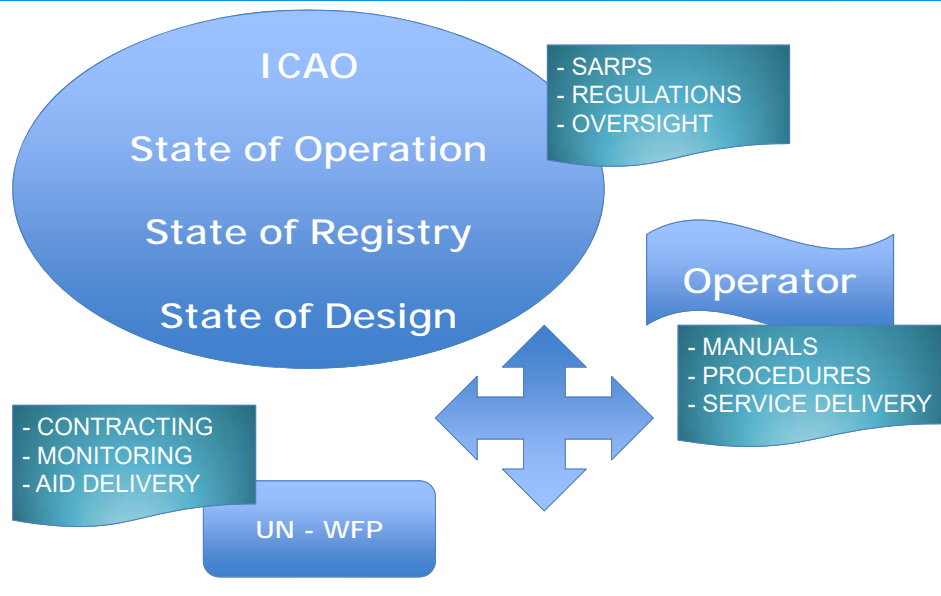 ICAO
State of Operation
State of Registry
State of Design
- SARPS
- REGULATIONS
- OVERSIGHT
Operator
- MANUALS
- PROCEDURES
- SERVICE DELIVERY
- CONTRACTING
- MONITORING
- AID DELIVERY
UN - WFP